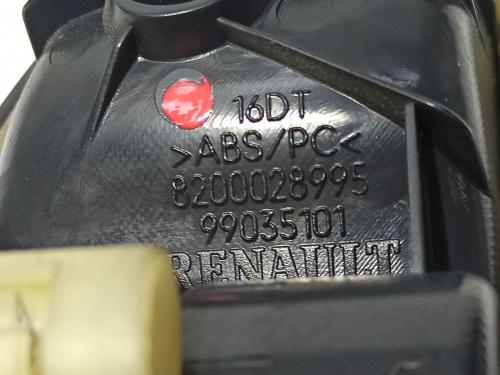 16DT
>ABS/PC<
8200028995
99035101
RENAULT